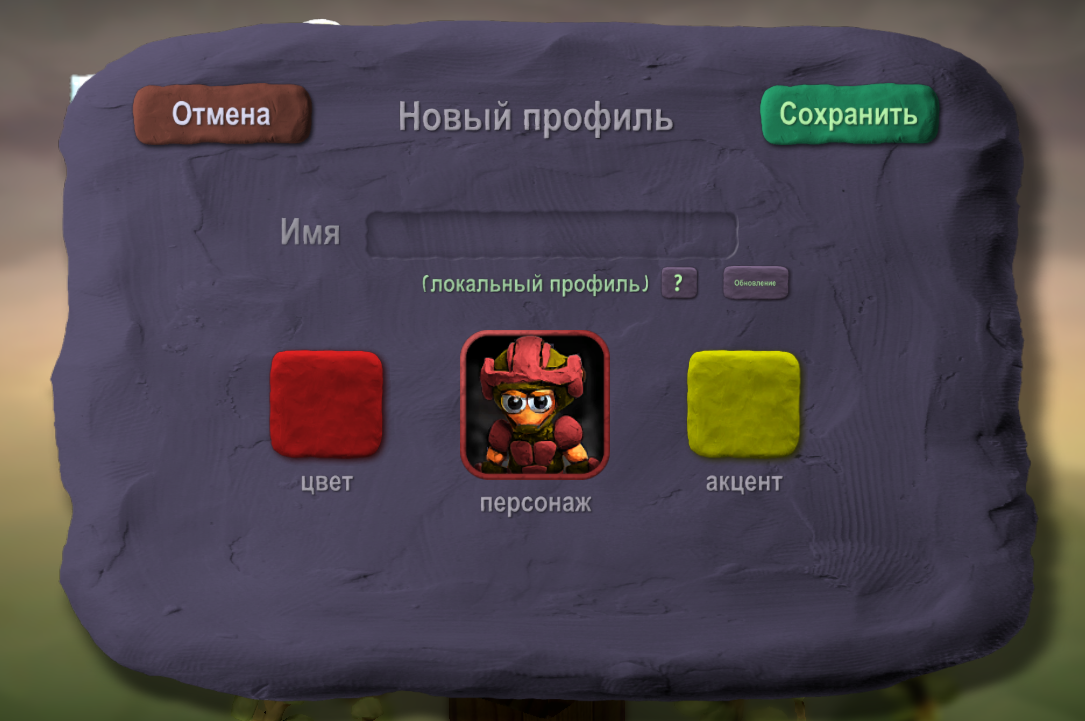 Отмена
Новый профиль
Сохранить
Имя
(локальный профиль)
?
Обновление
цвет
персонаж
акцент